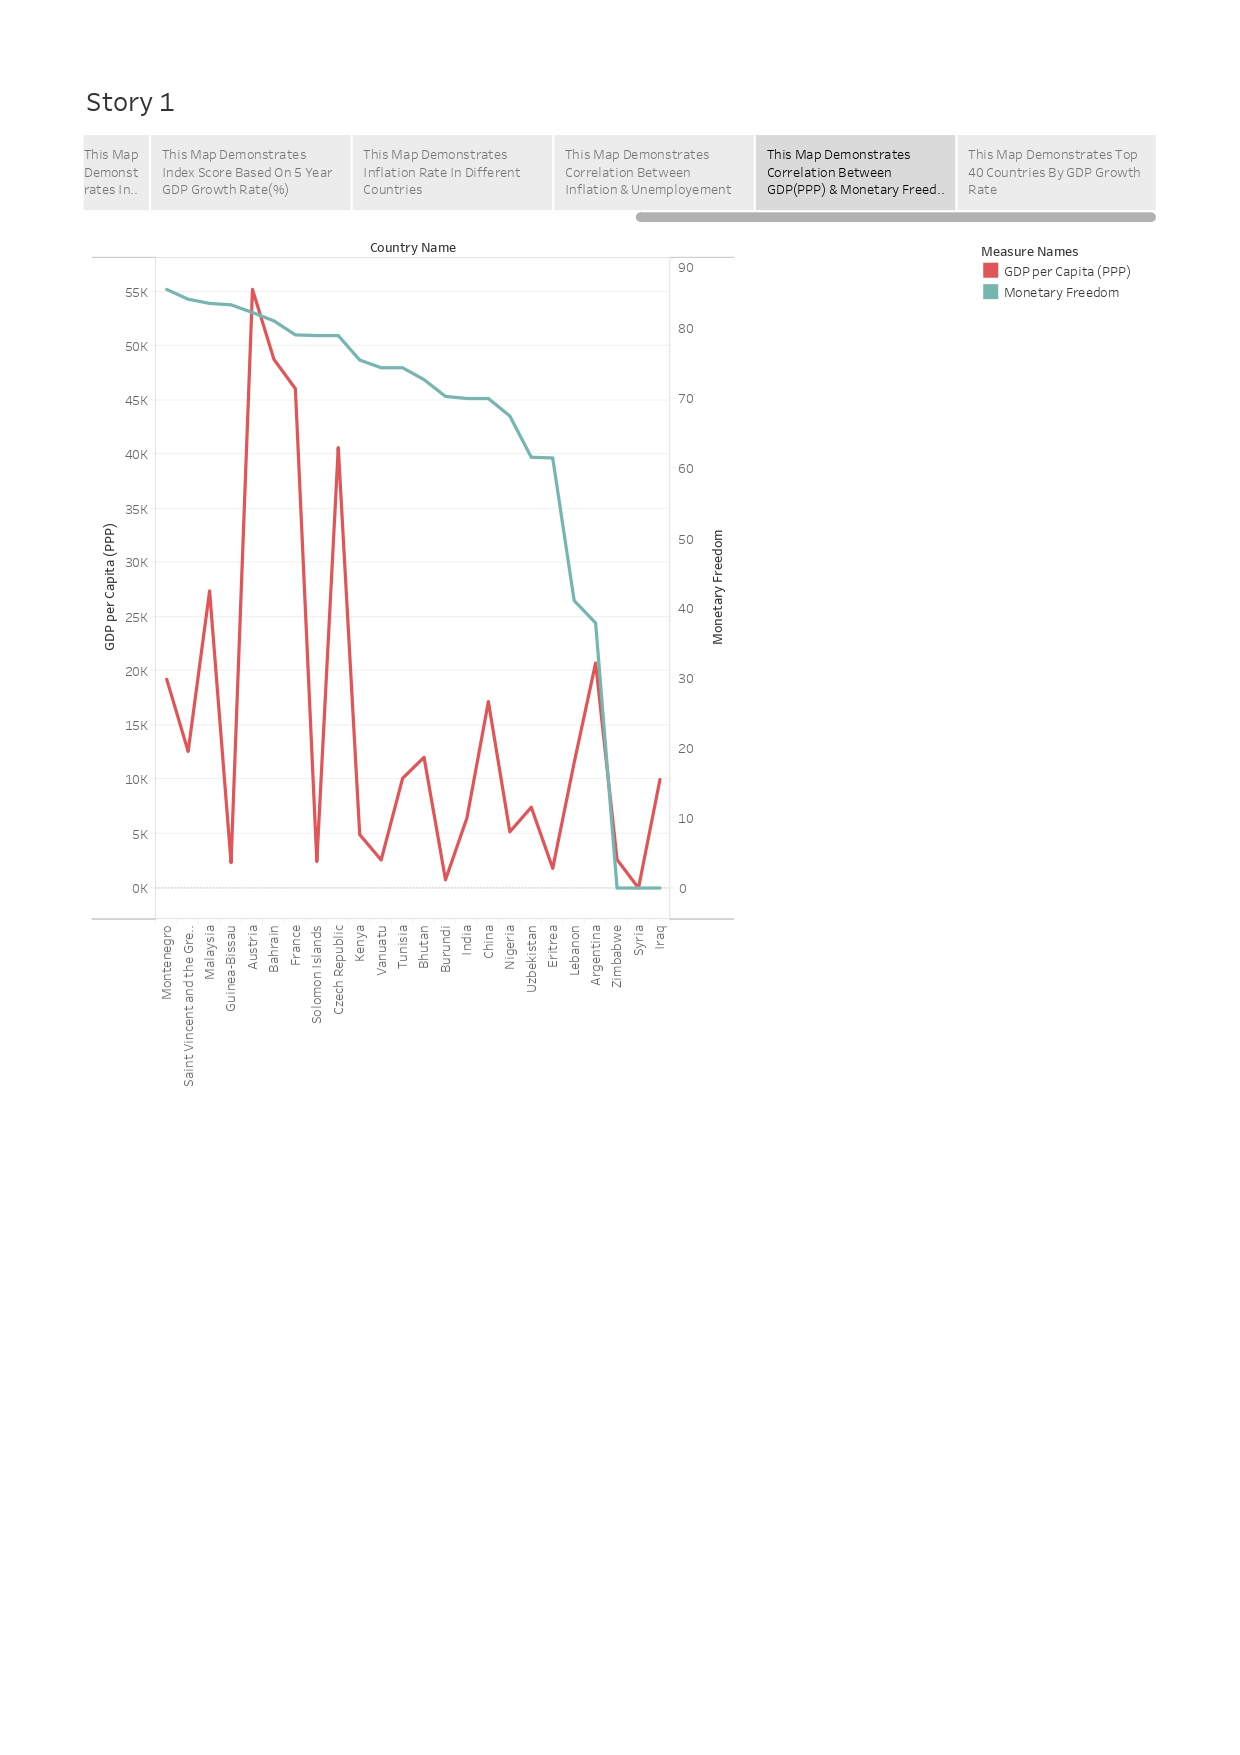 Story 1
This Map
Demonst
rates In..
This Map Demonstrates
Index Score Based On 5 Year
GDP Growth Rate(%)
This Map Demonstrates
Inflation Rate In Different
Countries
This Map Demonstrates
Correlation Between
Inflation & Unemployement
This Map Demonstrates
Correlation Between
GDP(PPP) & Monetary Freed..
This Map Demonstrates Top
40 Countries By GDP Growth
Rate
Country Name
Measure Names
GDP per Capita (PPP)
Monetary Freedom
55K
50K
45K
40K
35K
30K
25K
20K
15K
10K
5K
0K
GDP per Capita (PPP)
90
80
70
60
50
40
30
20
10
0
Monetary Freedom
Montenegro
Saint Vincent and the Gre..
Malaysia
Guinea-Bissau
Austria
Bahrain
France
Solomon Islands
Czech Republic
Kenya
Vanuatu
Tunisia
Bhutan
Burundi
India
China
Nigeria
Uzbekistan
Eritrea
Lebanon
Argentina
Zimbabwe
Syria
Iraq